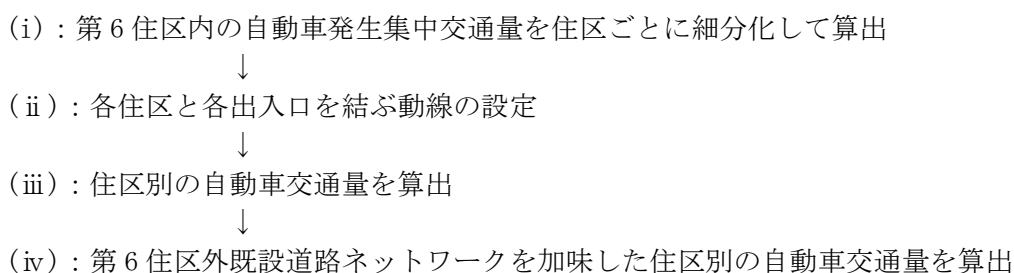 (ⅰ)：第6住区内の自動車発生集中交通量を住区ごとに細分化して算出
↓
(ⅱ)：各住区と各出入口を結ぶ動線の設定
↓
(ⅲ)：住区別の自動車交通量を算出
↓
(ⅳ)：第6住区外既設道路ネットワークを加味した住区別の自動車交通量を算出